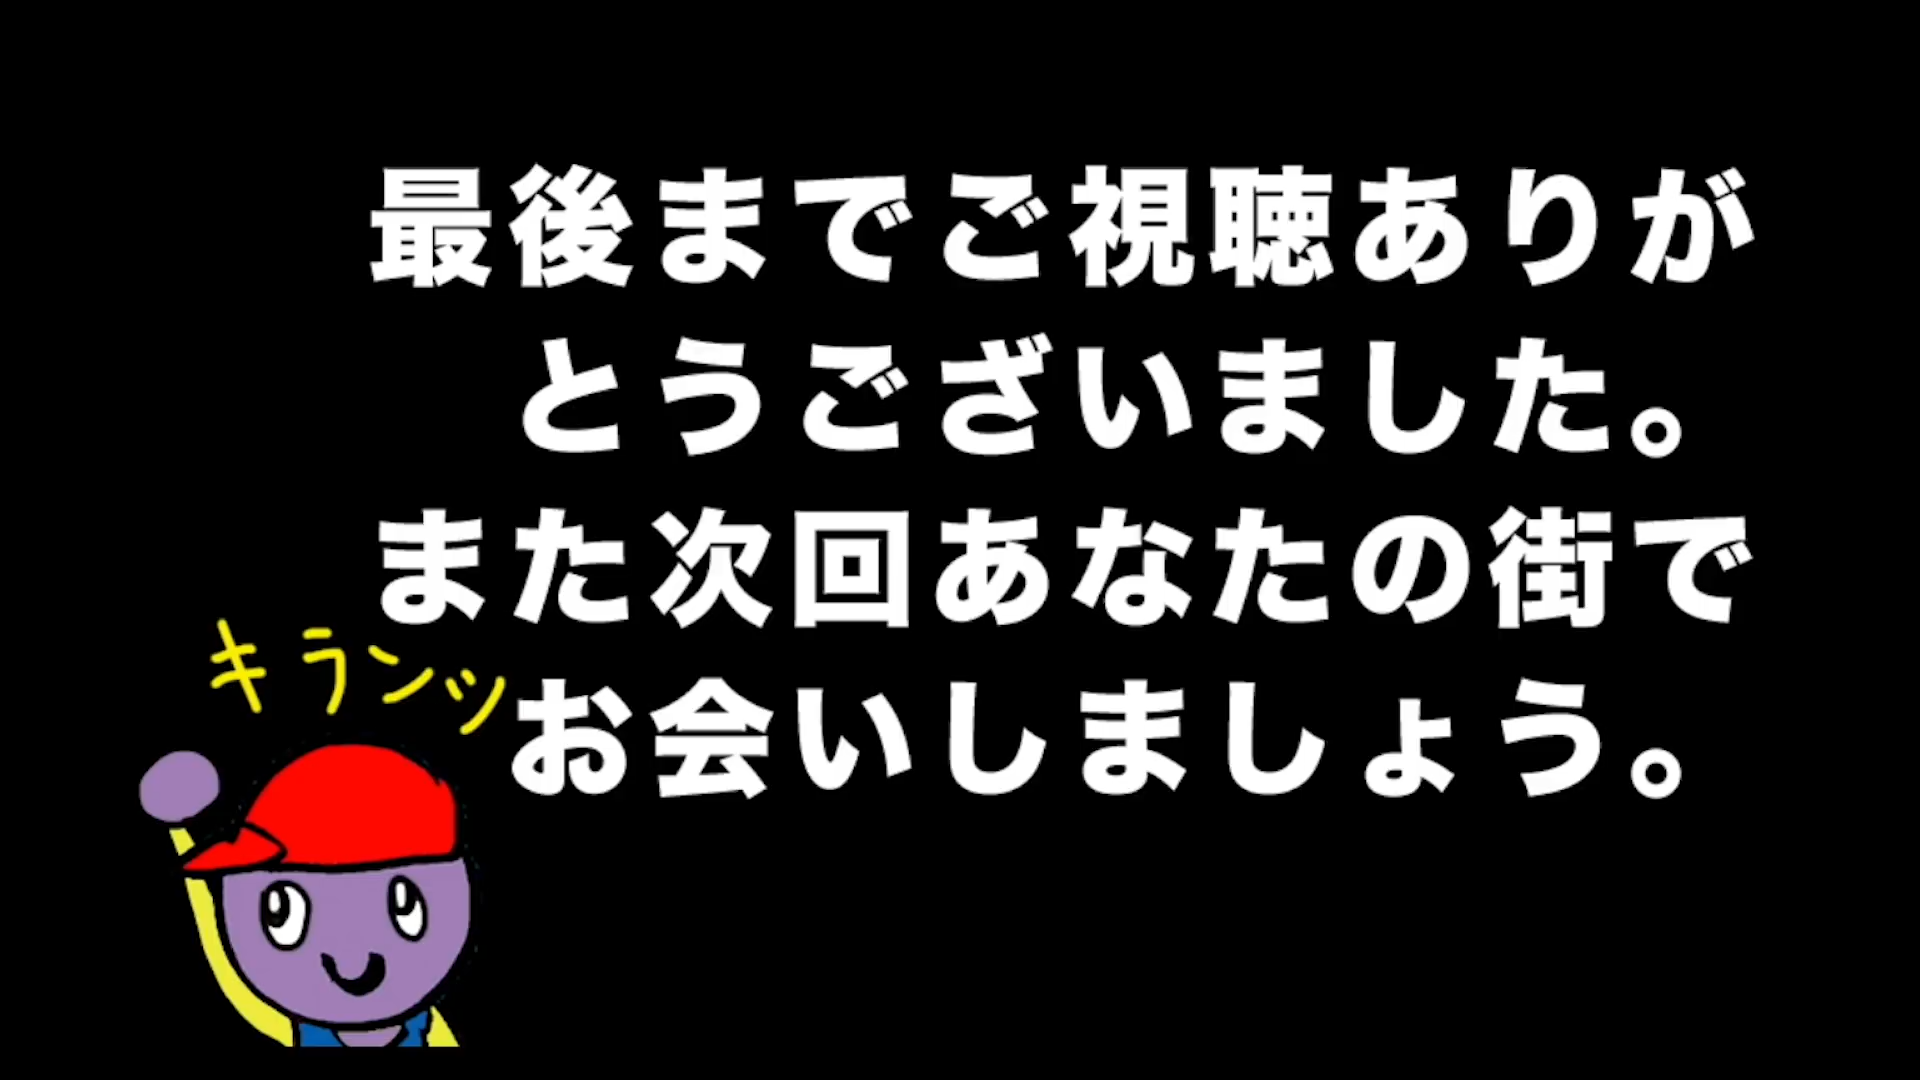 最後までご視聴ありが
とうございました。
また次回あなたの街で
お会いしましょう。
キランッ